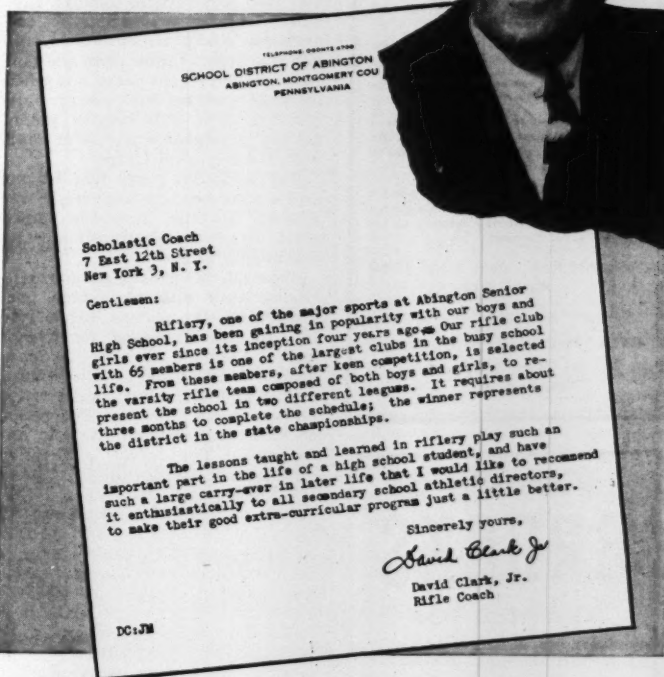 TELEPHONE: OGONTZ 4700
SCHOOL DISTRICT OF ABINGTON
ABINGTON, MONTGOMERY COU
PENNSYLVANIA
Scholastic Coach
7 East 12th Street
New York 3, N. Y.
Gentlemen:
Riflery, one of the major sports at Abington Senior
High School, has been gaining in popularity with our boys and
girls ever since its inception four years ago. Our rifle club
with 65 members is one of the largest clubs in the busy school
life. From these members, after keen competition, is selected
the varsity rifle team composed of both boys and girls, to re-
present the school in two different leagues. It requires about
three months to complete the schedule; the winner represents
the district in the state championships.
The lessons taught and learned in riflery play such an
important part in the life of a high school student, and have
such a large carry-over in later life that I would like to recommend
it enthusiastically to all secondary school athletic directors,
to make their good extra-curricular program just a little better.
Sincerely yours,
David Clark Jr
David Clark, Jr.
Rifle Coach
DC:JM